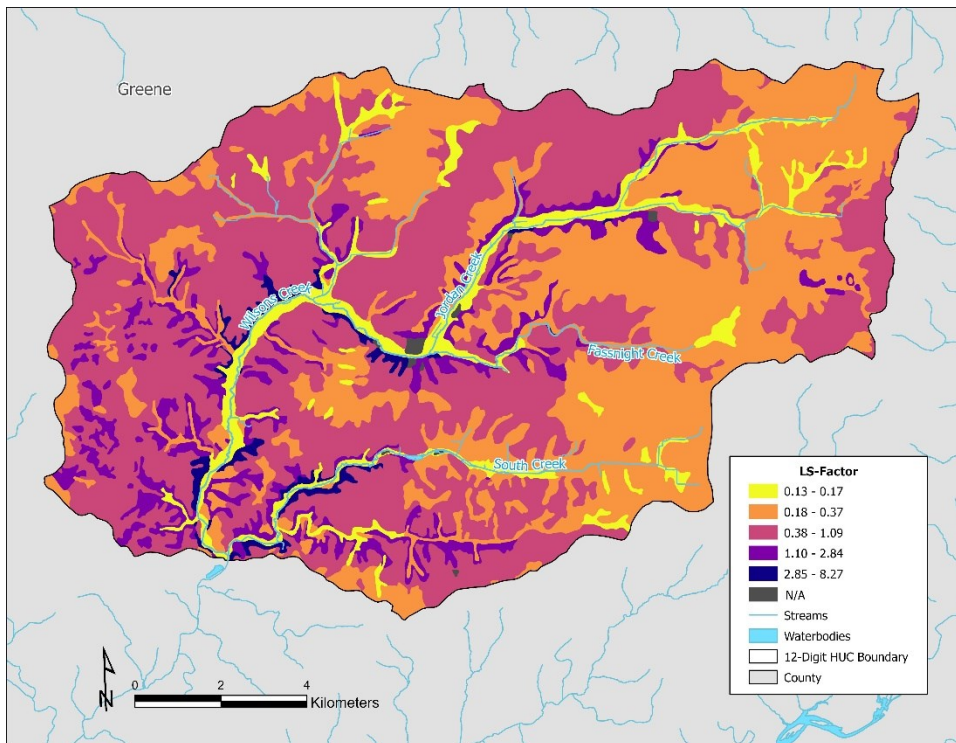 Greene
Jordan Creek
Wilsons Creek
Fassnight Creek
South Creek
LS-Factor
0.13 - 0.17
0.18 - 0.37
0.38 - 1.09
1.10 - 2.84
2.85 - 8.27
N/A
Streams
Waterbodies
12-Digit HUC Boundary
County
N
0 2 4
Kilometers